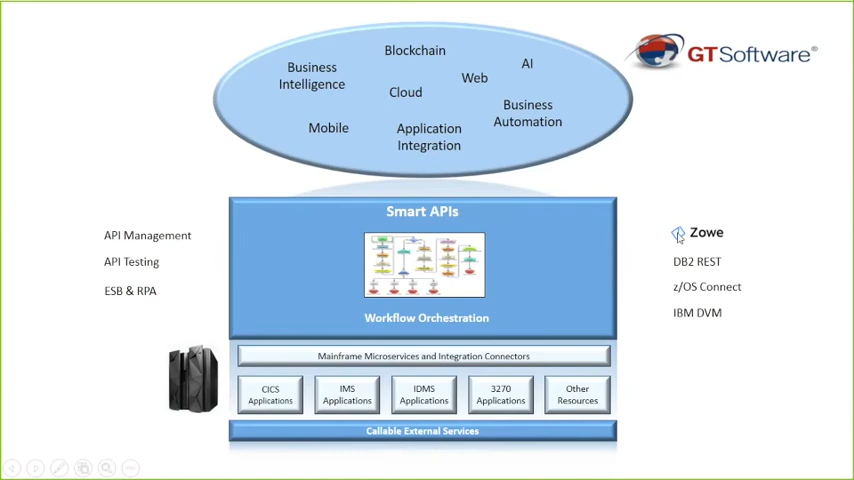 Blockchain
AI
Business
Intelligence
Web
Cloud
Business
Automation
Mobile
Application
Integration
GTSoftware®
Smart APIs
Workflow Orchestration
API Management
API Testing
ESB & RPA
Zowe
DB2 REST
z/OS Connect
IBM DVM
Mainframe Microservices and Integration Connectors
CICS
Applications
IMS
Applications
IDMS
Applications
3270
Applications
Other
Resources
Callable External Services